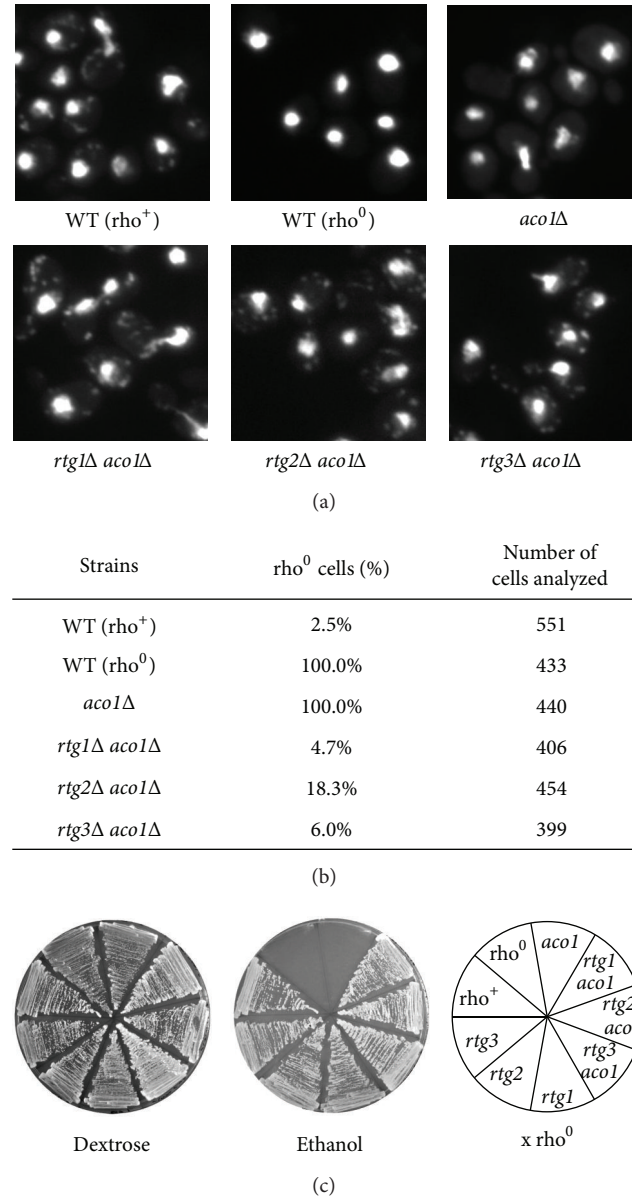 WT (rho⁺) WT (rho⁰) aco1Δ
rtg1Δ aco1Δ rtg2Δ aco1Δ rtg3Δ aco1Δ
(a)
Strains rho⁰ cells (%) Number of cells analyzed
WT (rho⁺) 2.5% 551
WT (rho⁰) 100.0% 433
aco1Δ 100.0% 440
rtg1Δ aco1Δ 4.7% 406
rtg2Δ aco1Δ 18.3% 454
rtg3Δ aco1Δ 6.0% 399
(b)
rho⁰ aco1
rtg1
aco1
rho⁺
rtg2
aco
rtg3
rtg3
aco1
rtg2
rtg1
Dextrose Ethanol x rho⁰
(c)